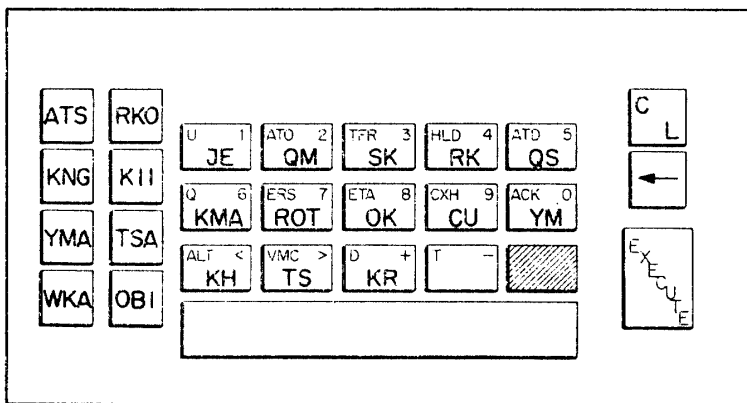 ATS RKO
KNG KII
YMA TSA
WKA OBI
U 1 ATO 2 TFR 3 HLD 4 ATD 5
JE QM SK RK QS
Q 6 ERS 7 ETA 8 CXH 9 ACK 0
KMA ROT OK CU YM
ALT < VMC > D + T -
KH TS KR
C
L
←
EXECUTE